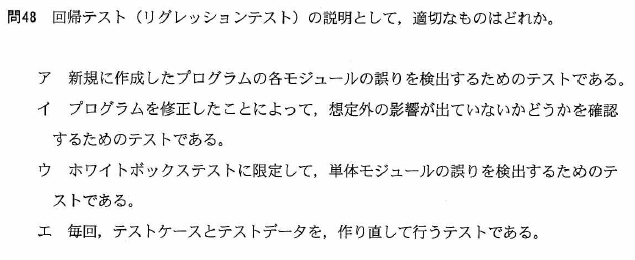 問48　回帰テスト（リグレッションテスト）の説明として，適切なものはどれか。
ア　新規に作成したプログラムの各モジュールの誤りを検出するためのテストである。
イ　プログラムを修正したことによって，想定外の影響が出ていないかどうかを確認
するためのテストである。
ウ　ホワイトボックステストに限定して，単体モジュールの誤りを検出するためのテ
ストである。
エ　毎回，テストケースとテストデータを，作り直して行うテストである。